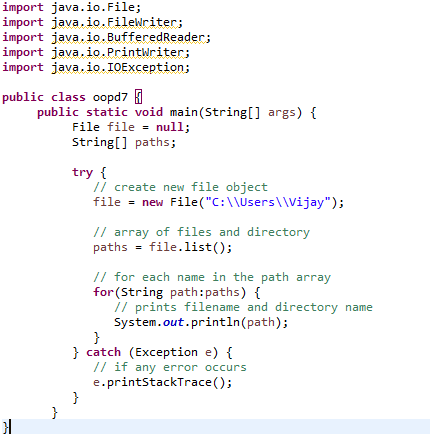 import java.io.File;
import java.io.FileWriter;
import java.io.BufferedReader;
import java.io.PrintWriter;
import java.io.IOException;
public class oopd7 {
public static void main(String[] args) {
File file = null;
String[] paths;
try {
// create new file object
file = new File("C:\\Users\\Vijay");
// array of files and directory
paths = file.list();
// for each name in the path array
for(String path:paths) {
// prints filename and directory name
System.out.println(path);
}
} catch (Exception e) {
// if any error occurs
e.printStackTrace();
}
}
}